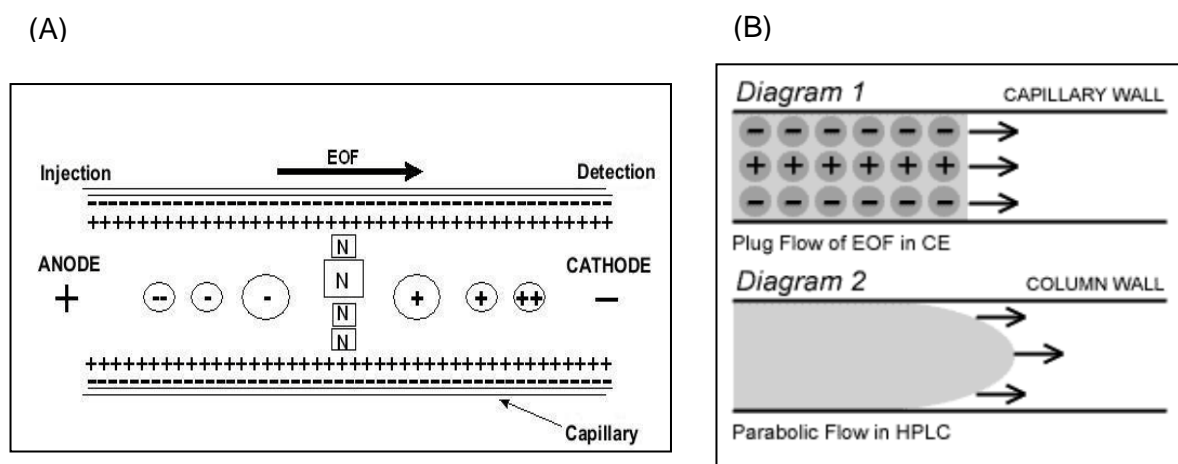 (A)
EOF
Injection Detection
----------------------------------------
++++++++++++++++++++++++++++++++++++++++
N
ANODE CATHODE
N
+ -- - - + + ++ –
N
N
++++++++++++++++++++++++++++++++++++++++
----------------------------------------
Capillary
(B)
Diagram 1 CAPILLARY WALL
- - - - - -
+ + + + + +
- - - - - -
Plug Flow of EOF in CE
Diagram 2 COLUMN WALL
Parabolic Flow in HPLC